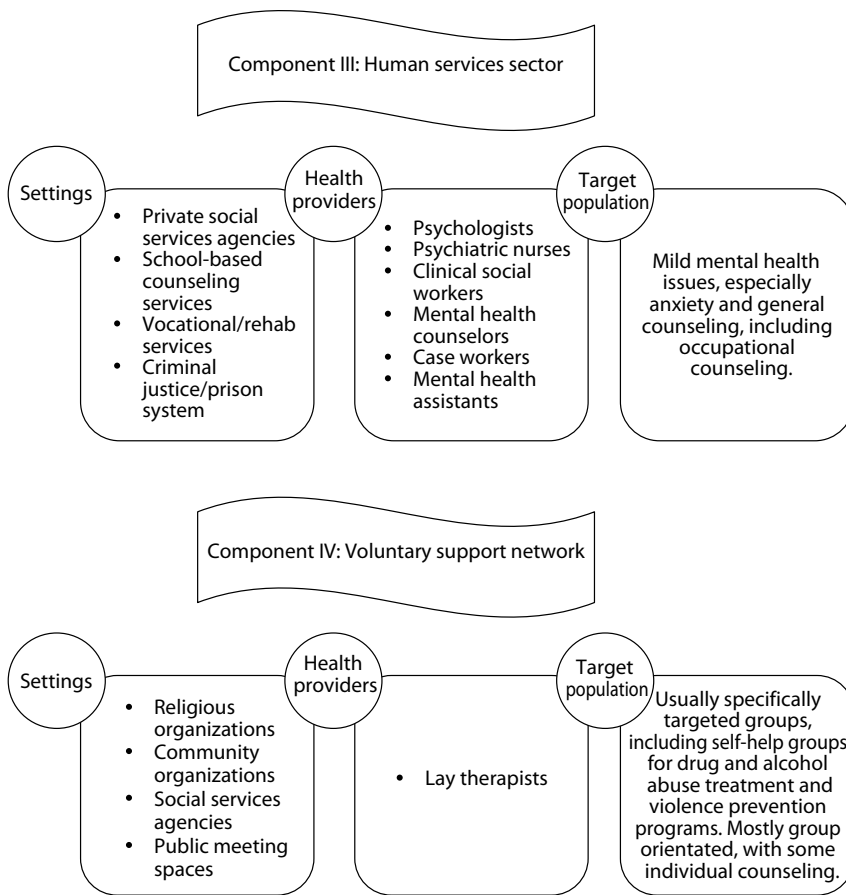 Component III: Human services sector
Settings
• Private social
services agencies
• School-based
counseling
services
• Vocational/rehab
services
• Criminal
justice/prison
system
Health
providers
• Psychologists
• Psychiatric nurses
• Clinical social
workers
• Mental health
counselors
• Case workers
• Mental health
assistants
Target
population
Mild mental health
issues, especially
anxiety and general
counseling, including
occupational
counseling.
Component IV: Voluntary support network
Settings
• Religious
organizations
• Community
organizations
• Social services
agencies
• Public meeting
spaces
Health
providers
• Lay therapists
Target
population
Usually specifically
targeted groups,
including self-help groups
for drug and alcohol
abuse treatment and
violence prevention
programs. Mostly group
orientated, with some
individual counseling.